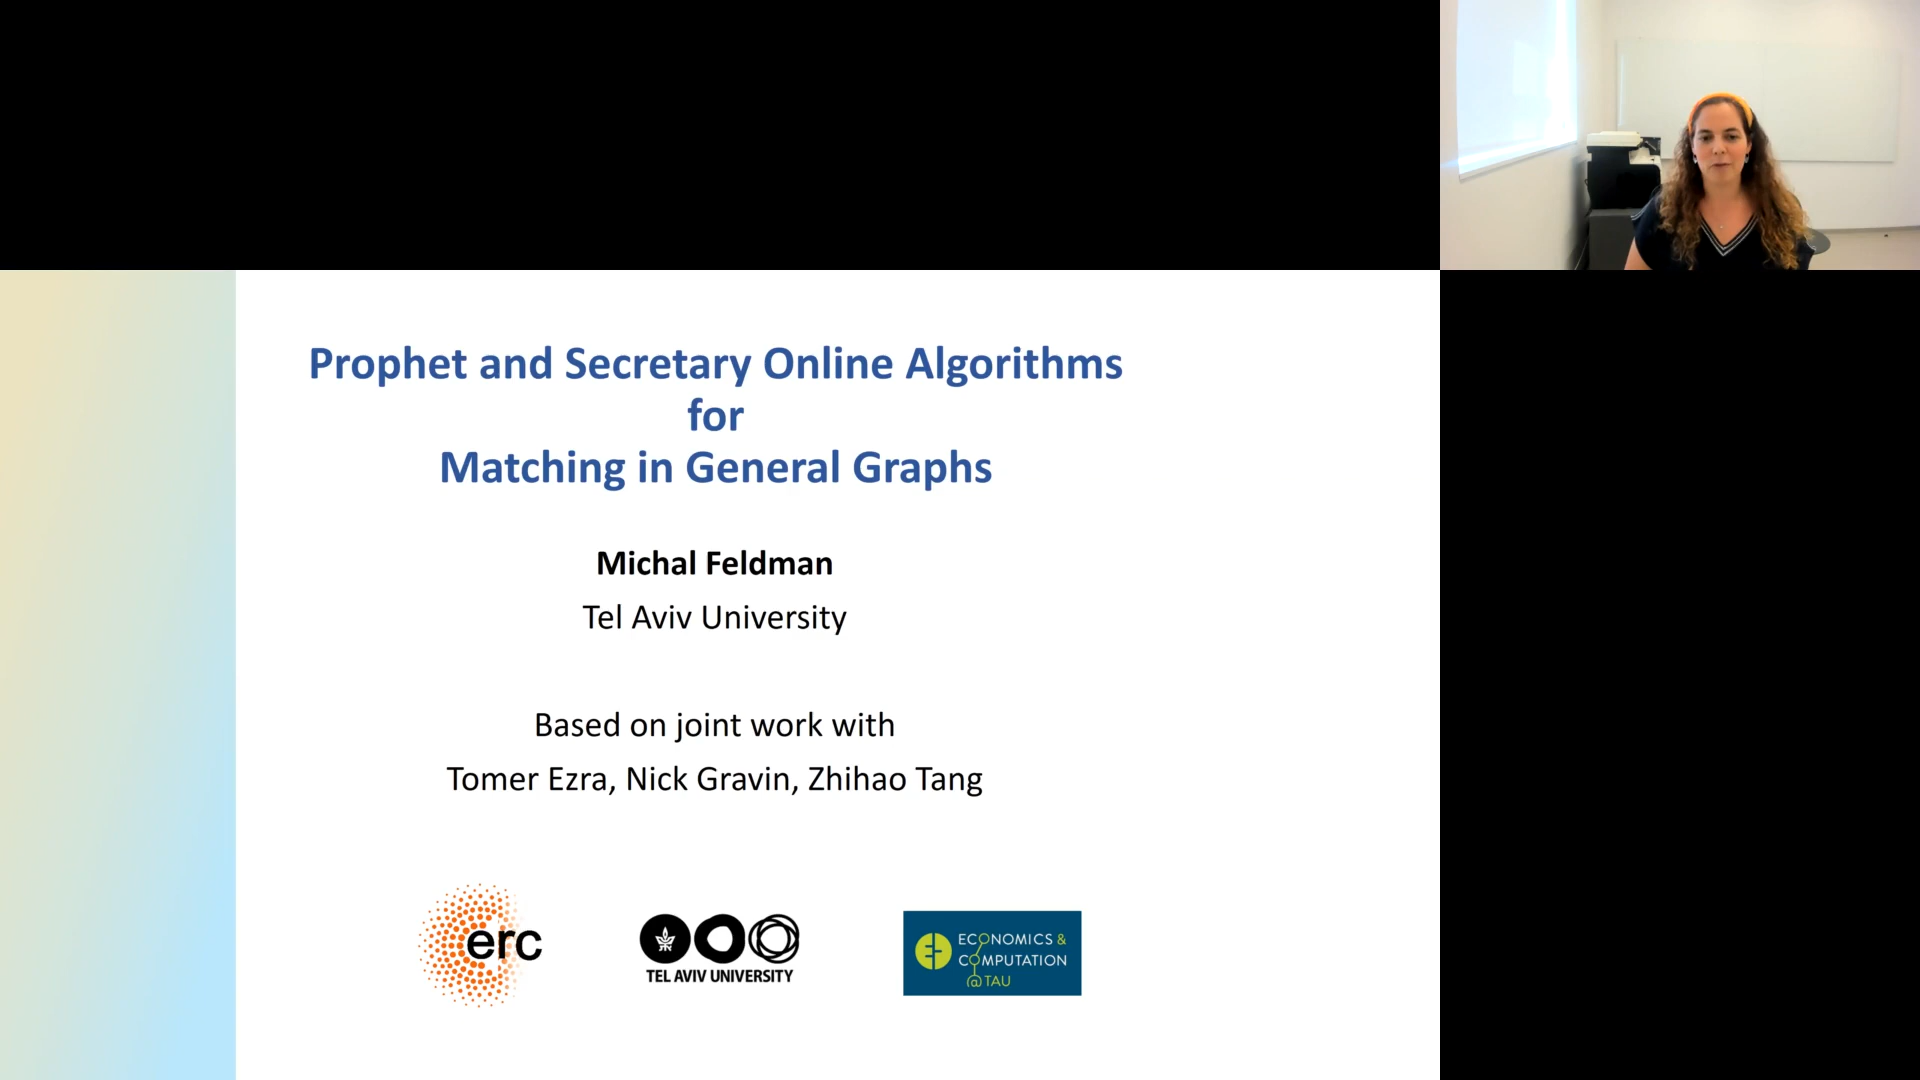 Prophet and Secretary Online Algorithms
for
Matching in General Graphs
Michal Feldman
Tel Aviv University
Based on joint work with
Tomer Ezra, Nick Gravin, Zhihao Tang
erc
TEL AVIV UNIVERSITY
ECONOMICS &
COMPUTATION
@TAU